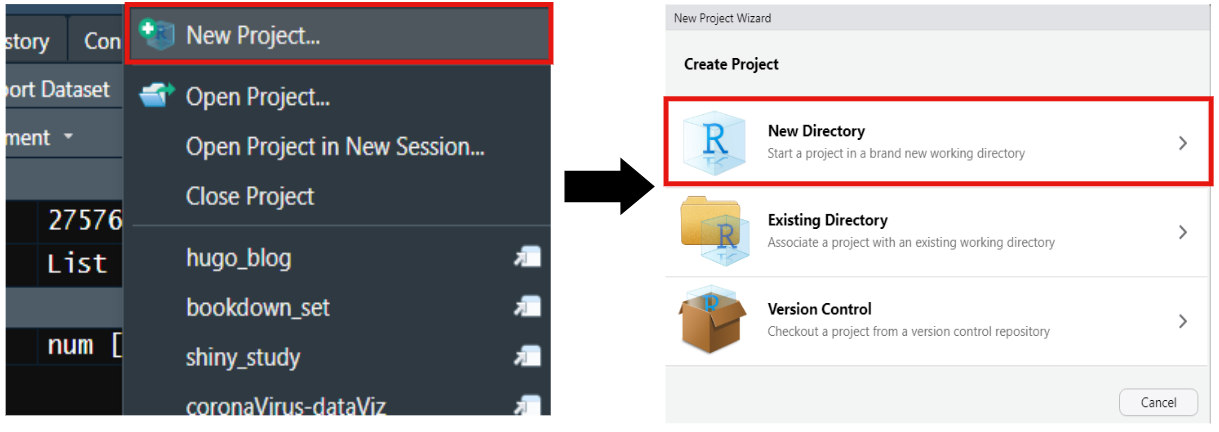 story
Con
port Dataset
ment
27576
List
num [
New Project...
Open Project...
Open Project in New Session...
Close Project
hugo_blog
bookdown_set
shiny_study
coronaVirus-dataViz
New Project Wizard
Create Project
R
New Directory
Start a project in a brand new working directory
R
Existing Directory
Associate a project with an existing working directory
R
Version Control
Checkout a project from a version control repository
Cancel